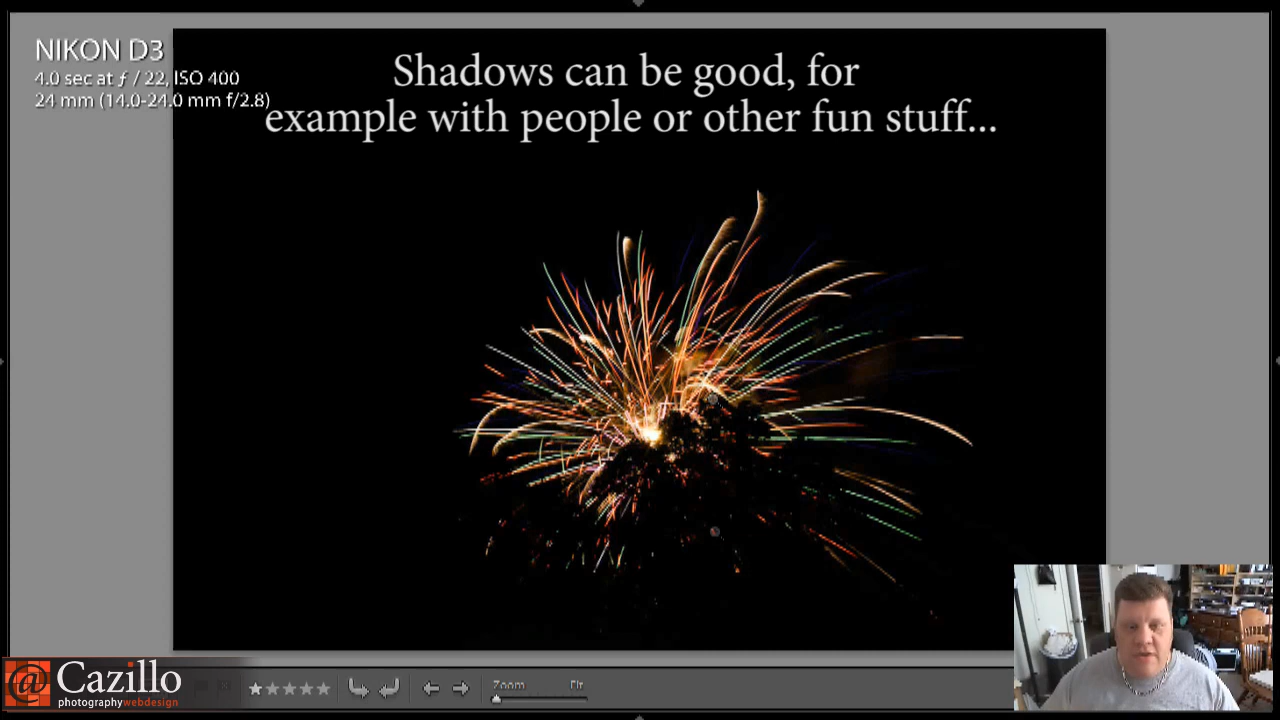 NIKON D3
4.0 sec at ƒ / 22, ISO 400
24 mm (14.0-24.0 mm f/2.8)
Shadows can be good, for
example with people or other fun stuff...
@ Cazillo
photographywebdesign
Zoom Fit